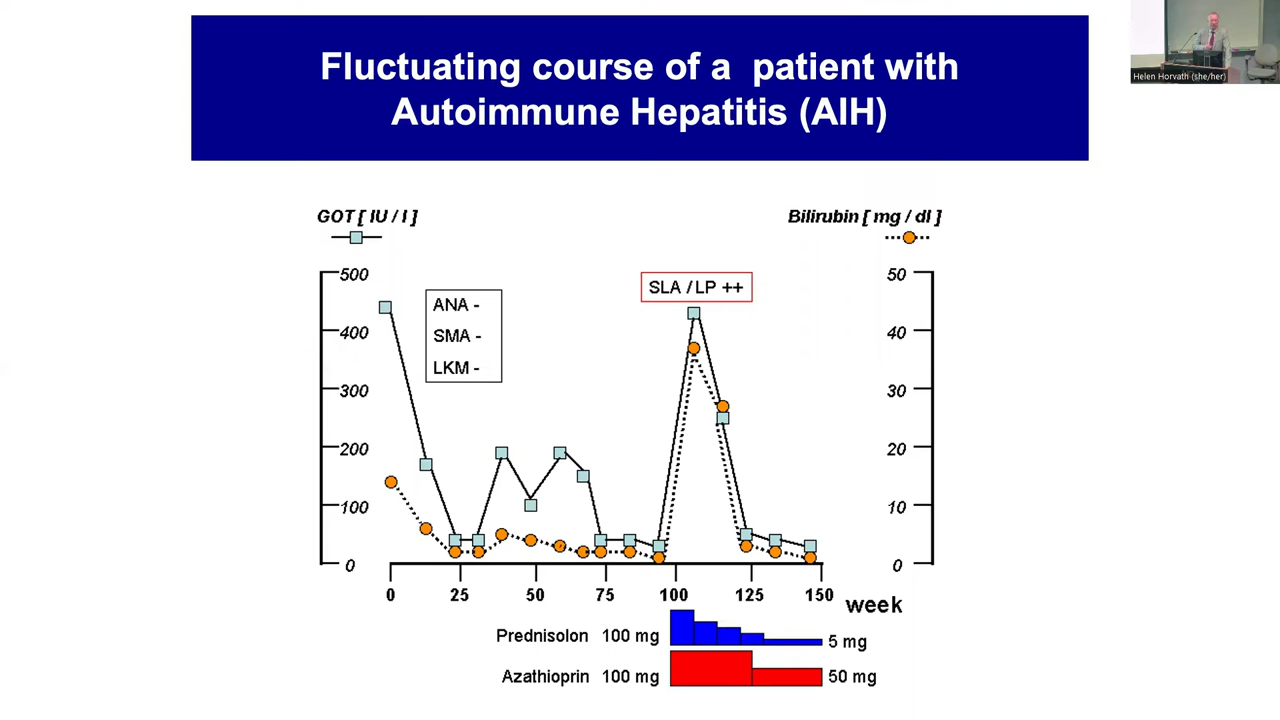 Fluctuating course of a patient with
Autoimmune Hepatitis (AIH)
Helen Horvath (she/her)
GOT [ IU / l ]
Bilirubin [ mg / dl ]
500
400
300
200
100
0
ANA -
SMA -
LKM -
SLA / LP ++
50
40
30
20
10
0
0 25 50 75 100 125 150
week
Prednisolon 100 mg 5 mg
Azathioprin 100 mg 50 mg